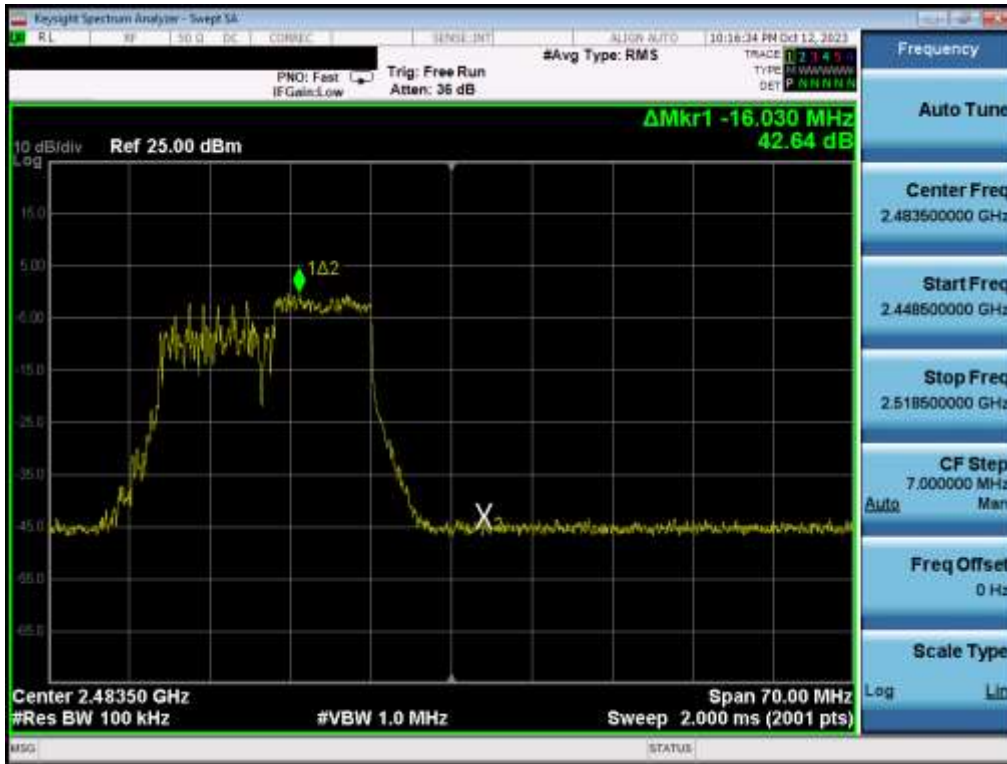 Keysight Spectrum Analyzer - Swept SA
RL RF 50 Ω DC CORREC SENSE:INT ALIGN AUTO 10:16:34 PM Oct 12, 2023
#Avg Type: RMS
TRACE 1 2 3 4 5 6
PNO: Fast Trig: Free Run
TYPE M WWWWW
IFGain:Low Atten: 36 dB
DET P N N N N N
ΔMkr1 -16.030 MHz
42.64 dB
10 dB/div Ref 25.00 dBm
Log
15.0
5.00
1Δ2
-5.00
-15.0
-25.0
-35.0
-45.0
X2
-55.0
-65.0
Center 2.48350 GHz Span 70.00 MHz
#Res BW 100 kHz #VBW 1.0 MHz Sweep 2.000 ms (2001 pts)
MSG STATUS
Frequency
Auto Tune
Center Freq
2.483500000 GHz
Start Freq
2.448500000 GHz
Stop Freq
2.518500000 GHz
CF Step
7.000000 MHz
Auto Man
Freq Offset
0 Hz
Scale Type
Log Lin